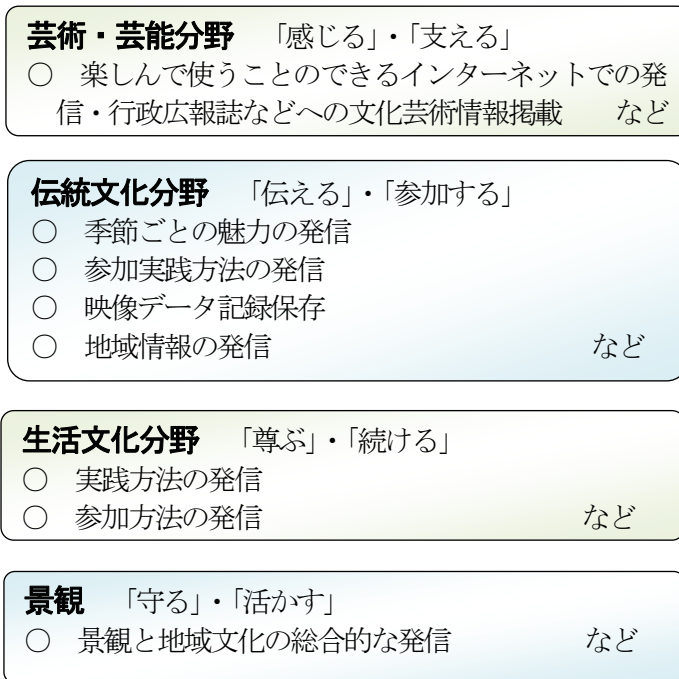 芸術・芸能分野　「感じる」・「支える」
○　楽しんで使うことのできるインターネットでの発
信・行政広報誌などへの文化芸術情報掲載　　など
伝統文化分野　「伝える」・「参加する」
○　季節ごとの魅力の発信
○　参加実践方法の発信
○　映像データ記録保存
○　地域情報の発信　　など
生活文化分野　「尊ぶ」・「続ける」
○　実践方法の発信
○　参加方法の発信　　など
景観　「守る」・「活かす」
○　景観と地域文化の総合的な発信　　など